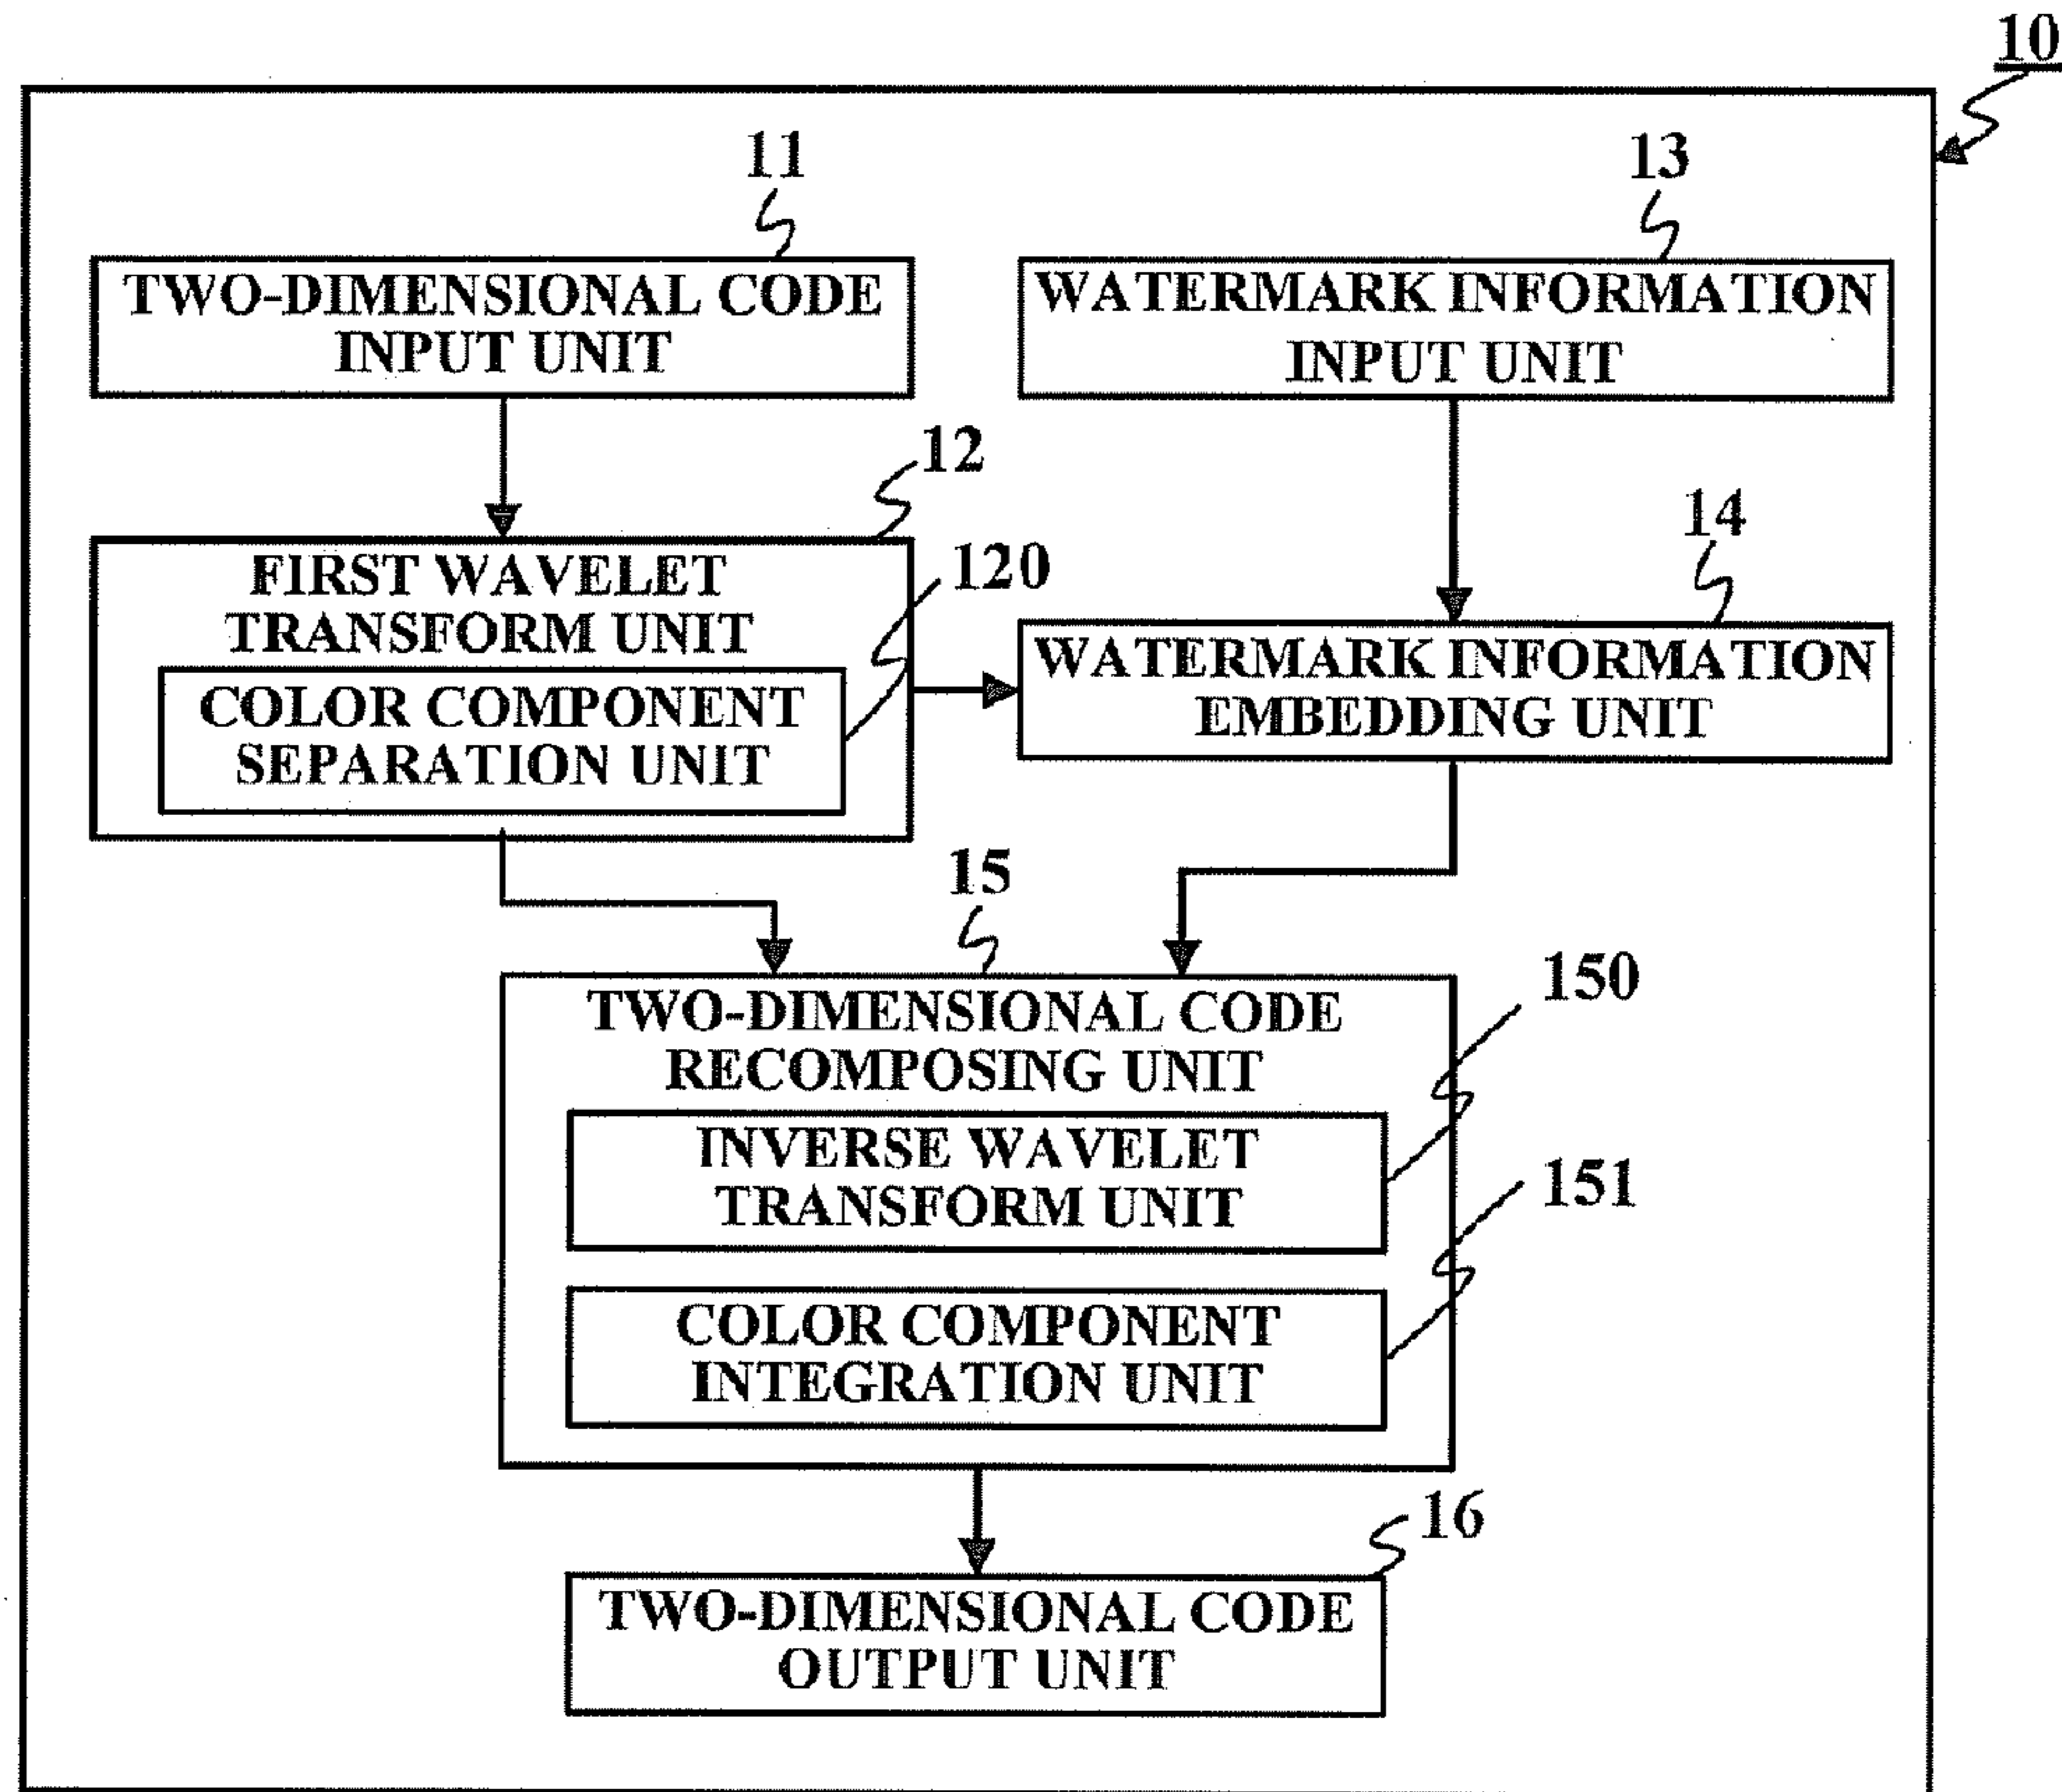 10
11
TWO-DIMENSIONAL CODE
INPUT UNIT
13
WATERMARK INFORMATION
INPUT UNIT
12
FIRST WAVELET
TRANSFORM UNIT
120
COLOR COMPONENT
SEPARATION UNIT
14
WATERMARK INFORMATION
EMBEDDING UNIT
15
TWO-DIMENSIONAL CODE
RECOMPOSING UNIT
150
INVERSE WAVELET
TRANSFORM UNIT
151
COLOR COMPONENT
INTEGRATION UNIT
16
TWO-DIMENSIONAL CODE
OUTPUT UNIT